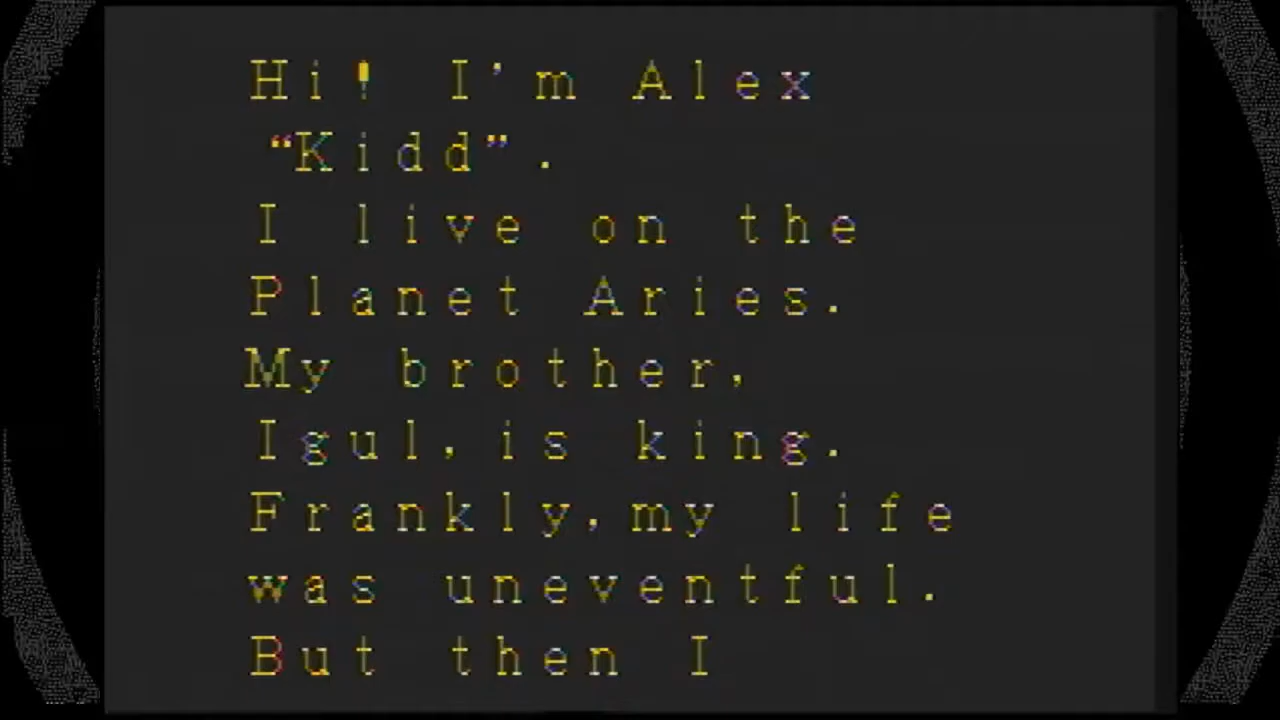 Hi! I'm Alex
“Kidd”.
I live on the
Planet Aries.
My brother,
Igul, is king.
Frankly, my life
was uneventful.
But then I